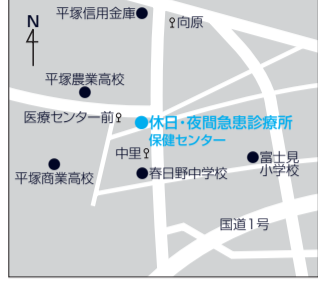 平塚信用金庫
向原
N
平塚農業高校
医療センター前
休日・夜間急患診療所
保健センター
中里
富士見
小学校
平塚商業高校
春日野中学校
国道1号